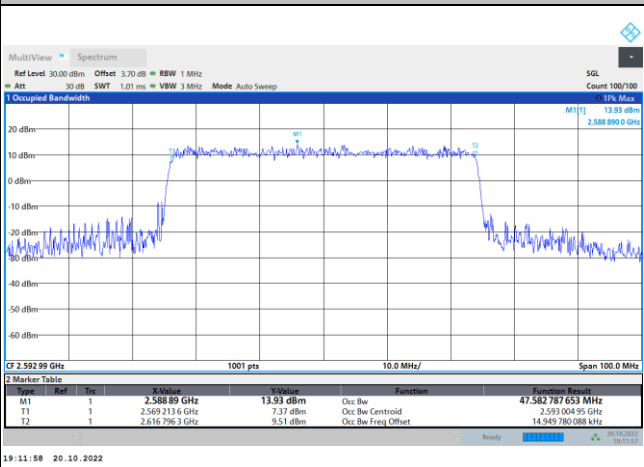 MultiView Spectrum
Ref Level 30.00 dBm Offset 3.70 dB RBW 1 MHz SGL
Att 30 dB SWT 1.01 ms VBW 3 MHz Mode Auto Sweep Count 100/100
1 Occupied Bandwidth 1Pk Max
M1[1] 13.93 dBm
2.588 890 0 GHz
20 dBm
M1
T1
T2
10 dBm
0 dBm
-10 dBm
-20 dBm
-30 dBm
-40 dBm
-50 dBm
-60 dBm
CF 2.592 99 GHz 1001 pts 10.0 MHz/ Span 100.0 MHz
2 Marker Table
Type Ref Trc X-Value Y-Value Function Function Result
M1 1 2.588 89 GHz 13.93 dBm Occ Bw 47.582 787 653 MHz
T1 1 2.569 213 6 GHz 7.37 dBm Occ Bw Centroid 2.593 004 95 GHz
T2 1 2.616 796 3 GHz 9.51 dBm Occ Bw Freq Offset 14.949 780 088 kHz
Ready 20.10.2022
19:11:57
19:11:58 20.10.2022